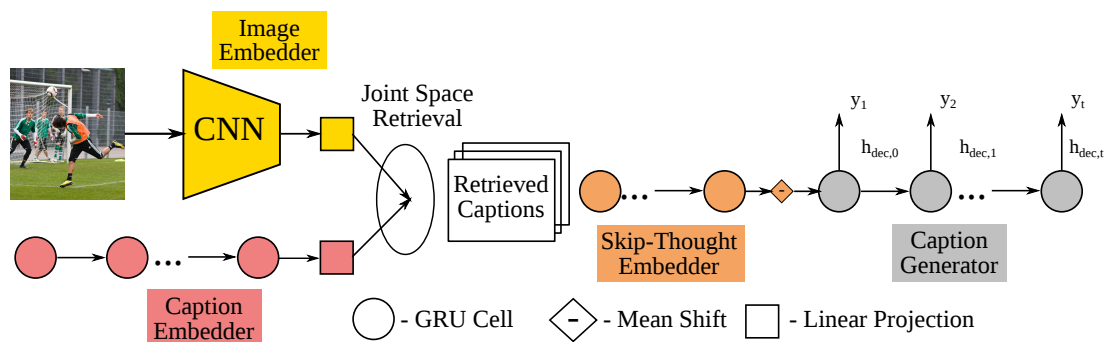 Image
Embedder
CNN
Joint Space
Retrieval
Retrieved
Captions
y1
y2
yt
hdec,0
hdec,1
hdec,t
...
...
...
Skip-Thought
Embedder
Caption
Generator
Caption
Embedder
- GRU Cell
- - Mean Shift
- Linear Projection